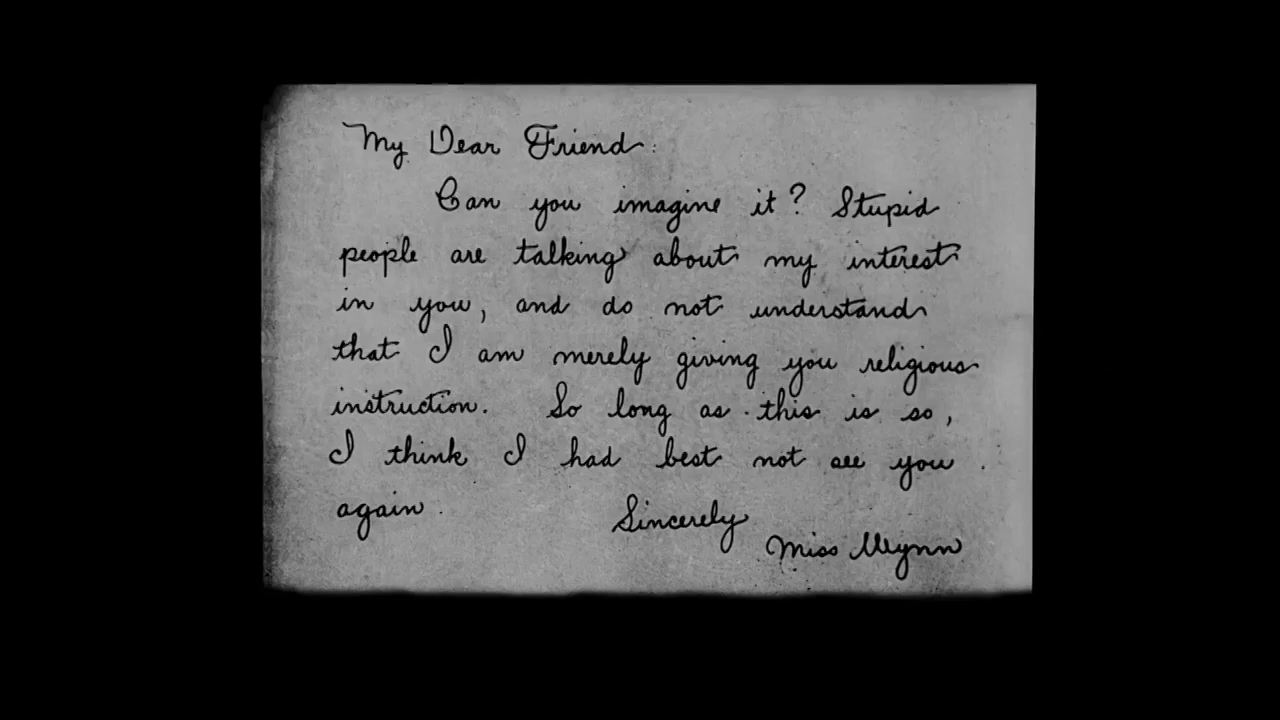 My Dear Friend:
Can you imagine it? Stupid
people are talking about my interest
in you, and do not understand
that I am merely giving you religious
instruction. So long as this is so,
I think I had best not see you
again.
Sincerely
Miss Wynn